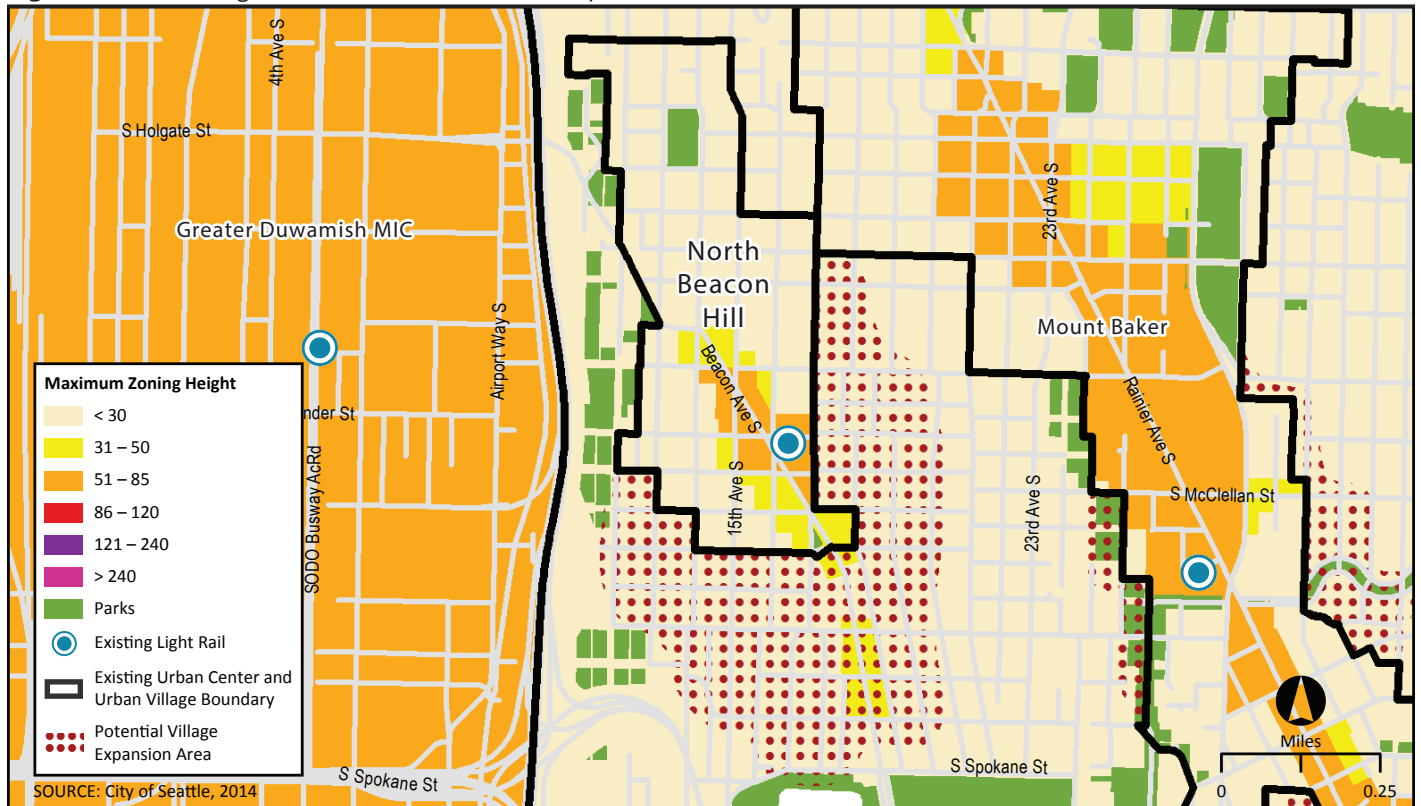 4th Ave S
S Holgate St
Greater Duwamish MIC
Airport Way S
nder St
SODO Busway AcRd
North
Beacon
Hill
Beacon Ave S
15th Ave S
23rd Ave S
Mount Baker
Rainier Ave S
S McClellan St
23rd Ave S
S Spokane St
S Spokane St
Maximum Zoning Height
< 30
31 – 50
51 – 85
86 – 120
121 – 240
> 240
Parks
Existing Light Rail
Existing Urban Center and
Urban Village Boundary
Potential Village
Expansion Area
SOURCE: City of Seattle, 2014
Miles
0
0.25